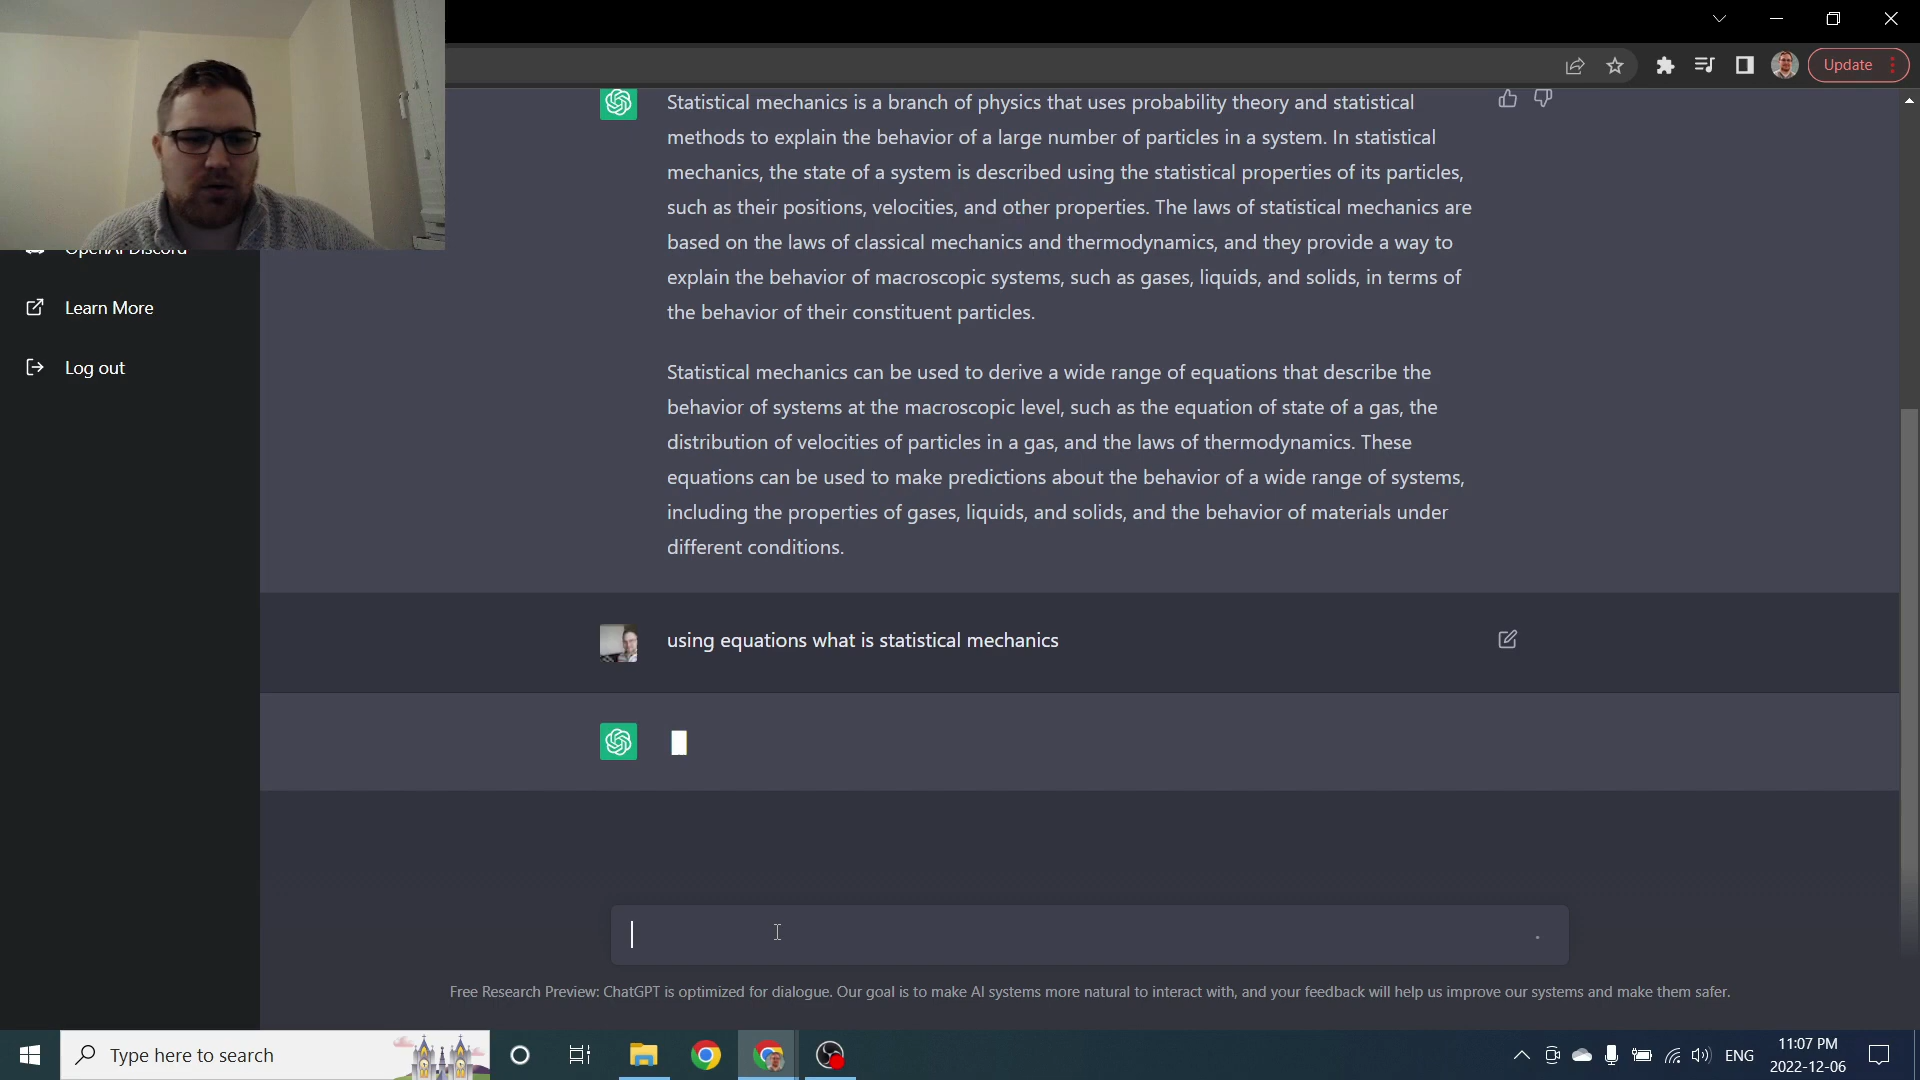 Update
Statistical mechanics is a branch of physics that uses probability theory and statistical
methods to explain the behavior of a large number of particles in a system. In statistical
mechanics, the state of a system is described using the statistical properties of its particles,
such as their positions, velocities, and other properties. The laws of statistical mechanics are
based on the laws of classical mechanics and thermodynamics, and they provide a way to
explain the behavior of macroscopic systems, such as gases, liquids, and solids, in terms of
the behavior of their constituent particles.
Statistical mechanics can be used to derive a wide range of equations that describe the
behavior of systems at the macroscopic level, such as the equation of state of a gas, the
distribution of velocities of particles in a gas, and the laws of thermodynamics. These
equations can be used to make predictions about the behavior of a wide range of systems,
including the properties of gases, liquids, and solids, and the behavior of materials under
different conditions.
OpenAI Discord
Learn More
Log out
using equations what is statistical mechanics
Free Research Preview: ChatGPT is optimized for dialogue. Our goal is to make AI systems more natural to interact with, and your feedback will help us improve our systems and make them safer.
Type here to search
ENG
11:07 PM
2022-12-06